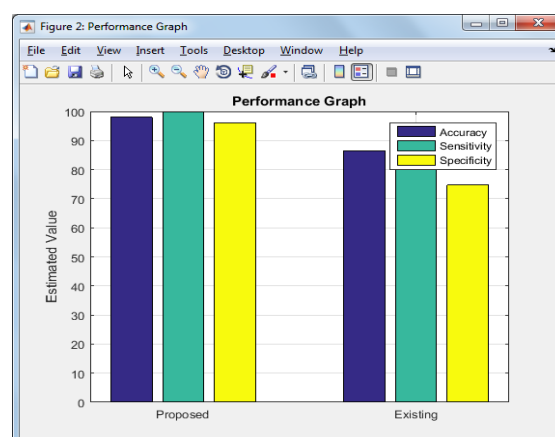 Figure 2: Performance Graph
File Edit View Insert Tools Desktop Window Help
Performance Graph
Accuracy
Sensitivity
Specificity
Estimated Value
100
90
80
70
60
50
40
30
20
10
0
Proposed Existing